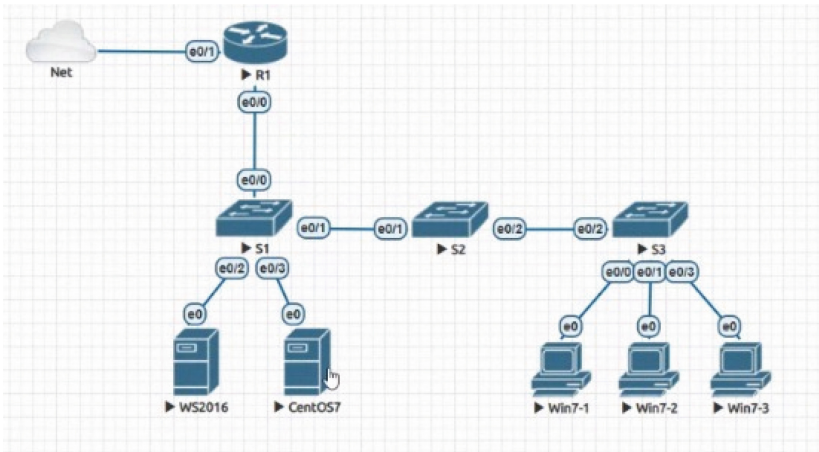 e0/1
Net
R1
e0/0
e0/0
e0/1 e0/1 e0/2 e0/2
S1 S2 S3
e0/2 e0/3 e0/0 e0/1 e0/3
e0 e0 e0 e0 e0
WS2016 CentOS7 Win7-1 Win7-2 Win7-3